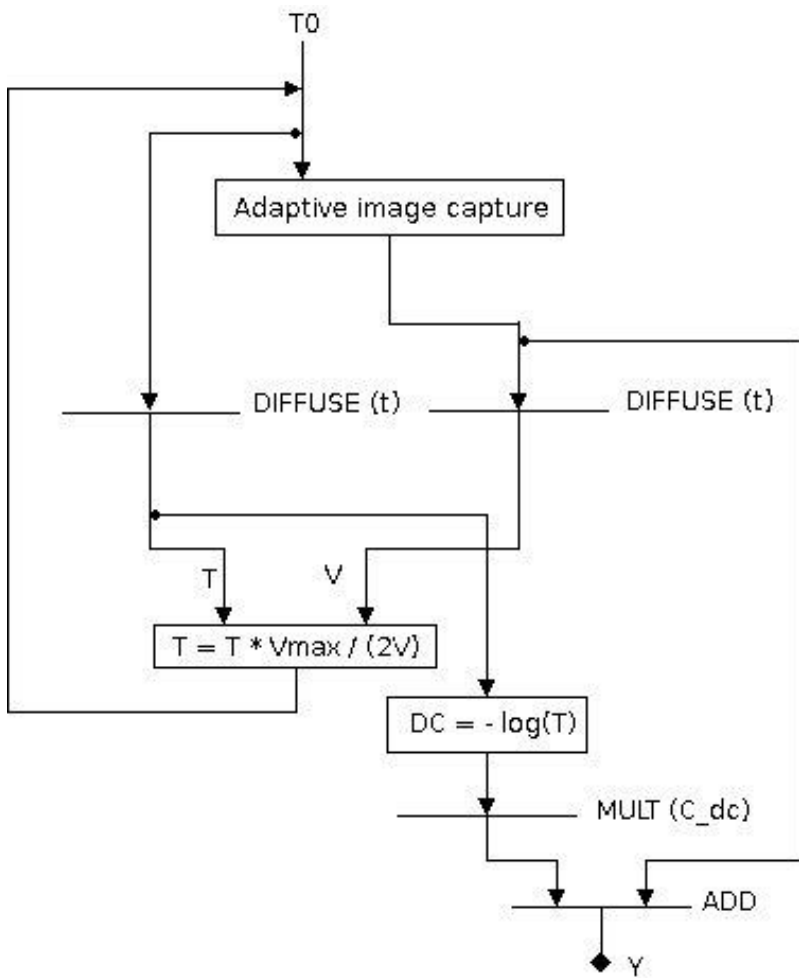 T0
Adaptive image capture
DIFFUSE (t)
DIFFUSE (t)
T
V
T = T * Vmax / (2V)
DC = - log(T)
MULT (C_dc)
ADD
Y